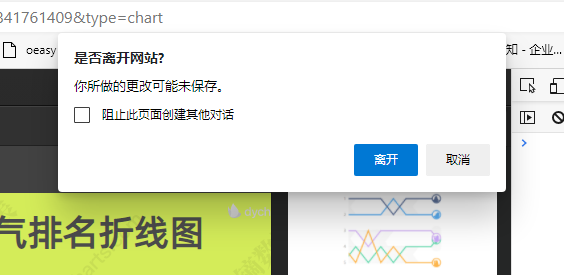 341761409&type=chart
oeasy
知 - 企业...
是否离开网站?
你所做的更改可能未保存。
阻止此页面创建其他对话
离开
取消
气排名折线图